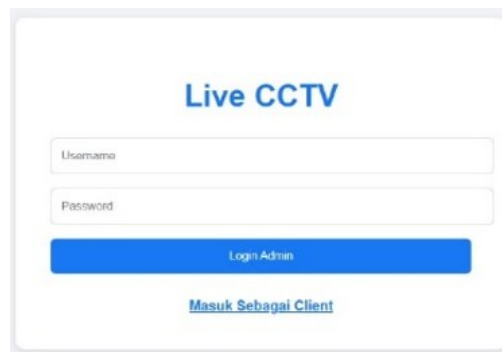 Live CCTV
Username
Password
Login Admin
Masuk Sebagai Client